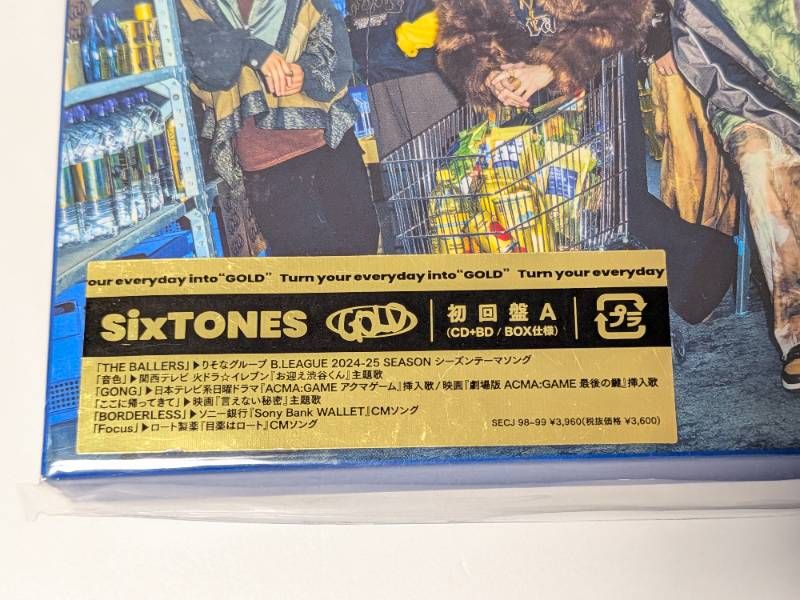 our everyday into "GOLD" Turn your everyday into "GOLD" Turn your everyday
SixTONES GOLD 初回盤 A
(CD+BD / BOX仕様)
プラ
「THE BALLERS」▶りそなグループ B.LEAGUE 2024-25 SEASON シーズンテーマソング
「音色」▶関西テレビ 火ドラ☆イレブン『お迎え渋谷くん』主題歌
「GONG」▶日本テレビ系日曜ドラマ『ACMA:GAME アクマゲーム』挿入歌/映画『劇場版 ACMA:GAME 最後の鍵』挿入歌
「ここに帰ってきて」▶映画『言えない秘密』主題歌
「BORDERLESS」▶ソニー銀行『Sony Bank WALLET』CMソング
「Focus」▶ロート製薬『目薬はロート』CMソング
SECJ 98-99 ¥3,960(税抜価格 ¥3,600)